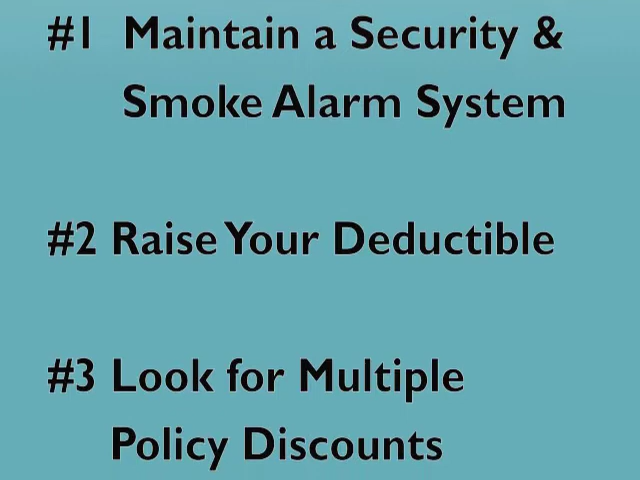 #1 Maintain a Security &
Smoke Alarm System
#2 Raise Your Deductible
#3 Look for Multiple
Policy Discounts